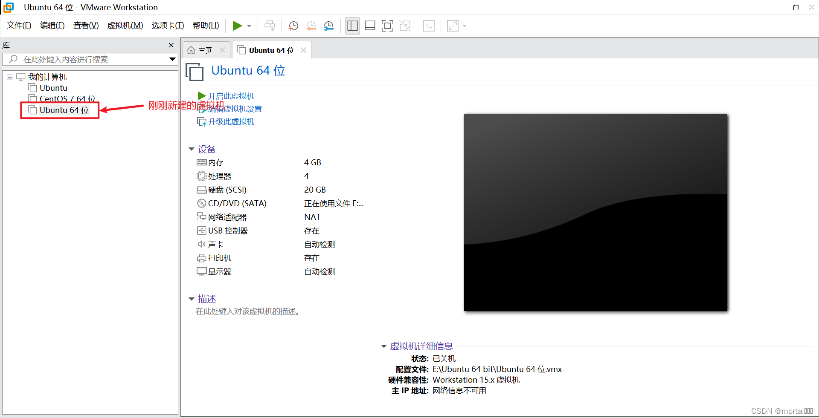 Ubuntu 64 位 - VMware Workstation
文件(F) 编辑(E) 查看(V) 虚拟机(M) 选项卡(T) 帮助(H)
库
在此处键入内容进行搜索
我的计算机
Ubuntu
CentOS 7 64 位
Ubuntu 64 位
刚刚新建的虚拟机
主页
Ubuntu 64 位
Ubuntu 64 位
开启此虚拟机
编辑虚拟机设置
升级此虚拟机
设备
内存 4 GB
处理器 4
硬盘 (SCSI) 20 GB
CD/DVD (SATA) 正在使用文件 F:...
网络适配器 NAT
USB 控制器 存在
声卡 自动检测
打印机 存在
显示器 自动检测
描述
在此处键入对该虚拟机的描述。
虚拟机详细信息
状态: 已关机
配置文件: E:\Ubuntu 64 bit\Ubuntu 64 位.vmx
硬件兼容性: Workstation 15.x 虚拟机
主 IP 地址: 网络信息不可用
CSDN @morta